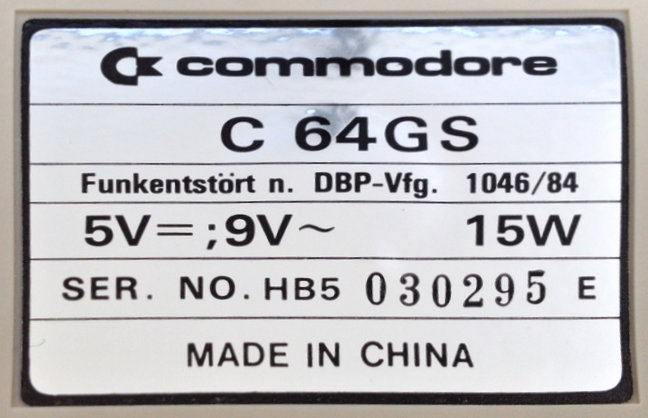 commodore
C 64GS
Funkentstört n. DBP-Vfg. 1046/84
5V⎓;9V~ 15W
SER. NO. HB5 030295 E
MADE IN CHINA